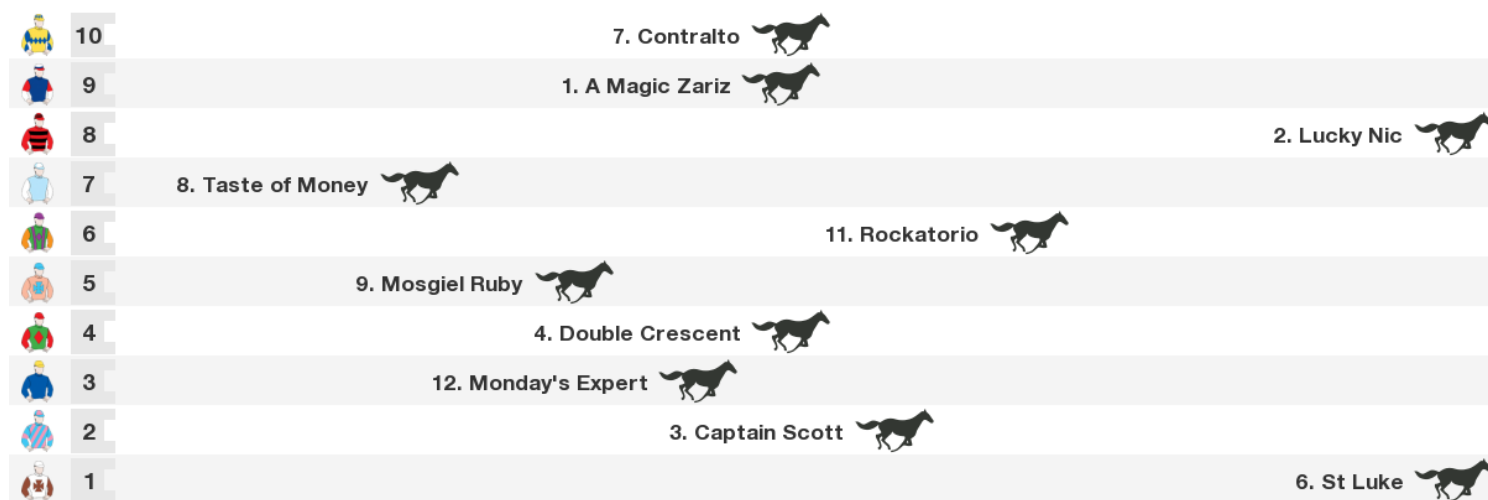 10 7. Contralto
9 1. A Magic Zariz
8 2. Lucky Nic
7 8. Taste of Money
6 11. Rockatorio
5 9. Mosgiel Ruby
4 4. Double Crescent
3 12. Monday's Expert
2 3. Captain Scott
1 6. St Luke